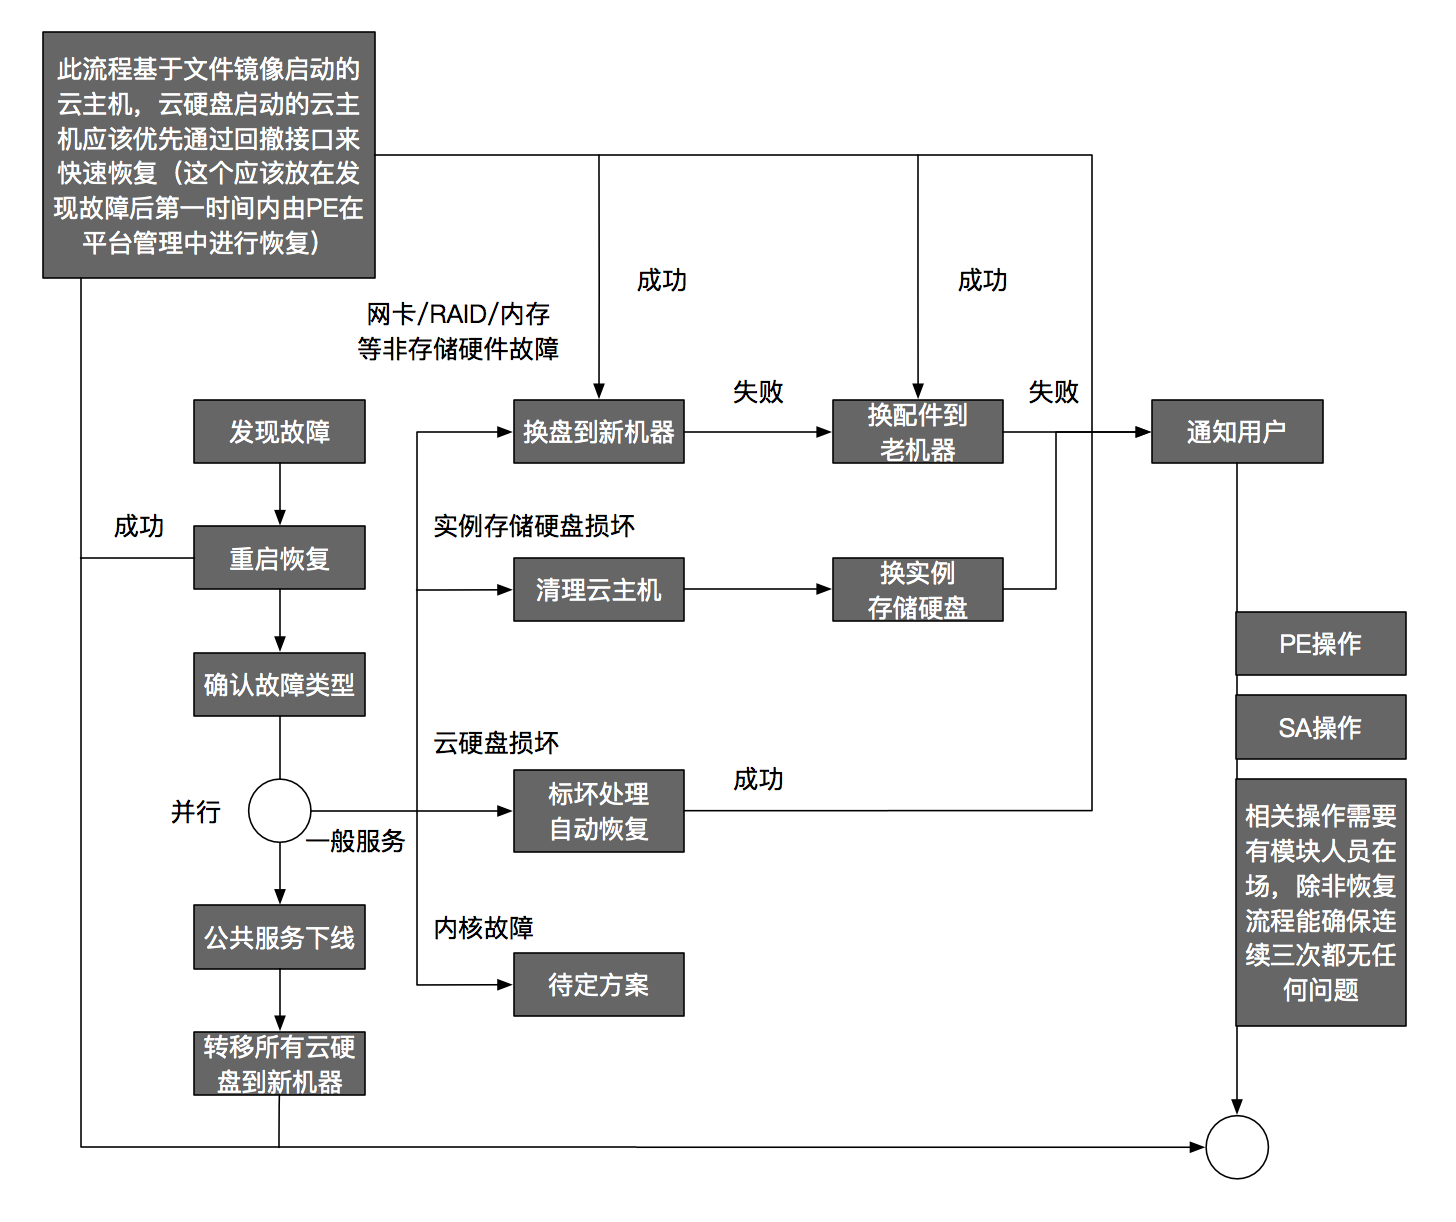 此流程基于文件镜像启动的
云主机，云硬盘启动的云主
机应该优先通过回撤接口来
快速恢复（这个应该放在发
现故障后第一时间内由PE在
平台管理中进行恢复）
成功
成功
网卡/RAID/内存
等非存储硬件故障
失败
失败
发现故障
换盘到新机器
换配件到
老机器
通知用户
成功
实例存储硬盘损坏
重启恢复
清理云主机
换实例
存储硬盘
PE操作
确认故障类型
SA操作
云硬盘损坏
成功
标坏处理
自动恢复
并行
一般服务
相关操作需要
有模块人员在
场，除非恢复
流程能确保连
续三次都无任
何问题
内核故障
公共服务下线
待定方案
转移所有云硬
盘到新机器